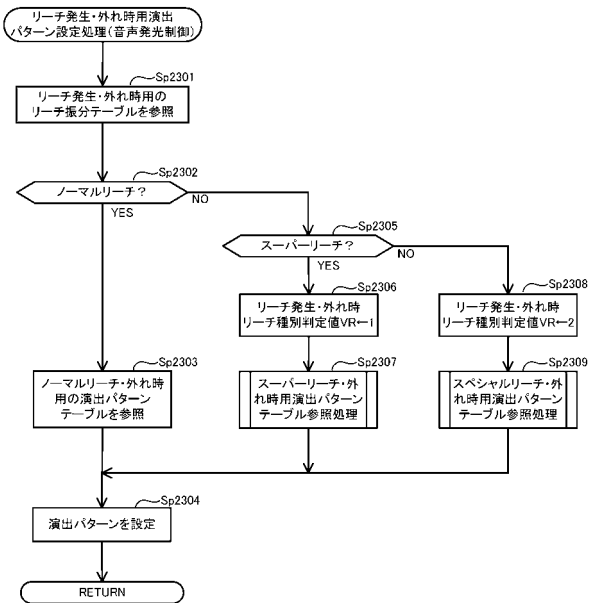 リーチ発生・外れ時用演出
パターン設定処理(音声発光制御)
Sp2301
リーチ発生・外れ時用の
リーチ振分テーブルを参照
Sp2302
ノーマルリーチ？
NO
YES
Sp2305
スーパーリーチ？
NO
YES
Sp2306
リーチ発生・外れ時
リーチ種別判定値VR←1
Sp2308
リーチ発生・外れ時
リーチ種別判定値VR←2
Sp2303
ノーマルリーチ・外れ時
用の演出パターン
テーブルを参照
Sp2307
スーパーリーチ・外
れ時用演出パターン
テーブル参照処理
Sp2309
スペシャルリーチ・外
れ時用演出パターン
テーブル参照処理
Sp2304
演出パターンを設定
RETURN